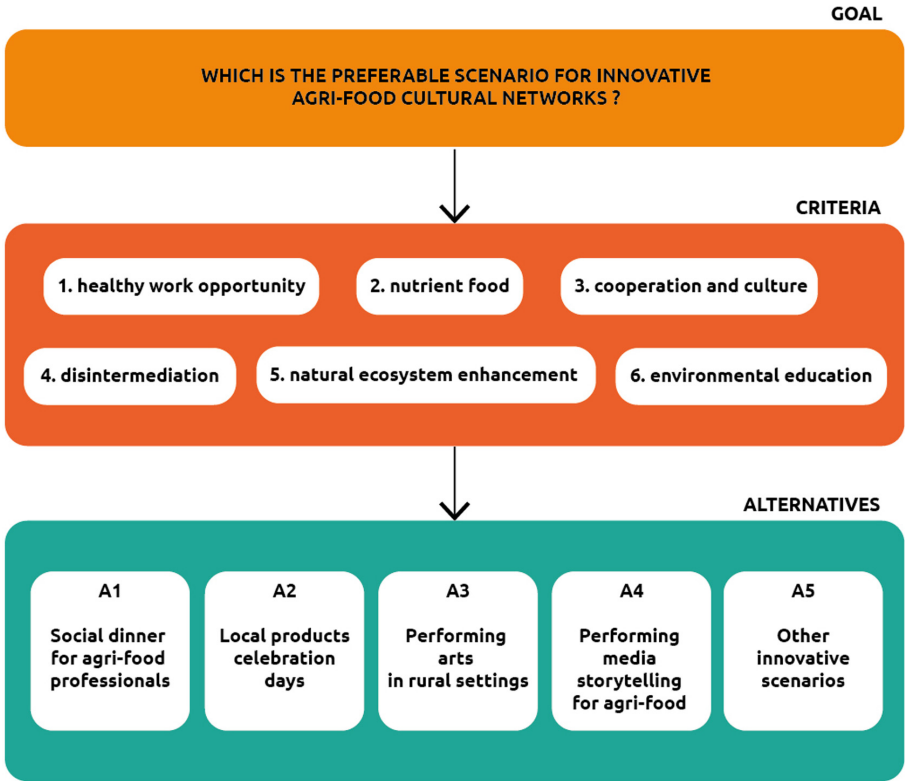 GOAL
WHICH IS THE PREFERABLE SCENARIO FOR INNOVATIVE
AGRI-FOOD CULTURAL NETWORKS ?
CRITERIA
1. healthy work opportunity
2. nutrient food
3. cooperation and culture
4. disintermediation
5. natural ecosystem enhancement
6. environmental education
ALTERNATIVES
A1
Social dinner
for agri-food
professionals
A2
Local products
celebration
days
A3
Performing
arts
in rural settings
A4
Performing
media
storytelling
for agri-food
A5
Other
innovative
scenarios